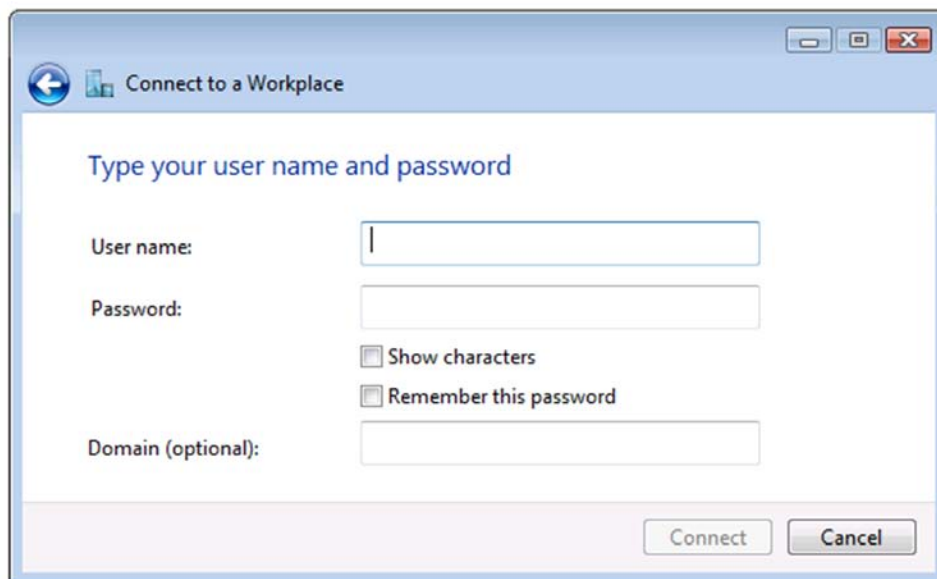 Connect to a Workplace
Type your user name and password
User name:
Password:
Show characters
Remember this password
Domain (optional):
Connect Cancel